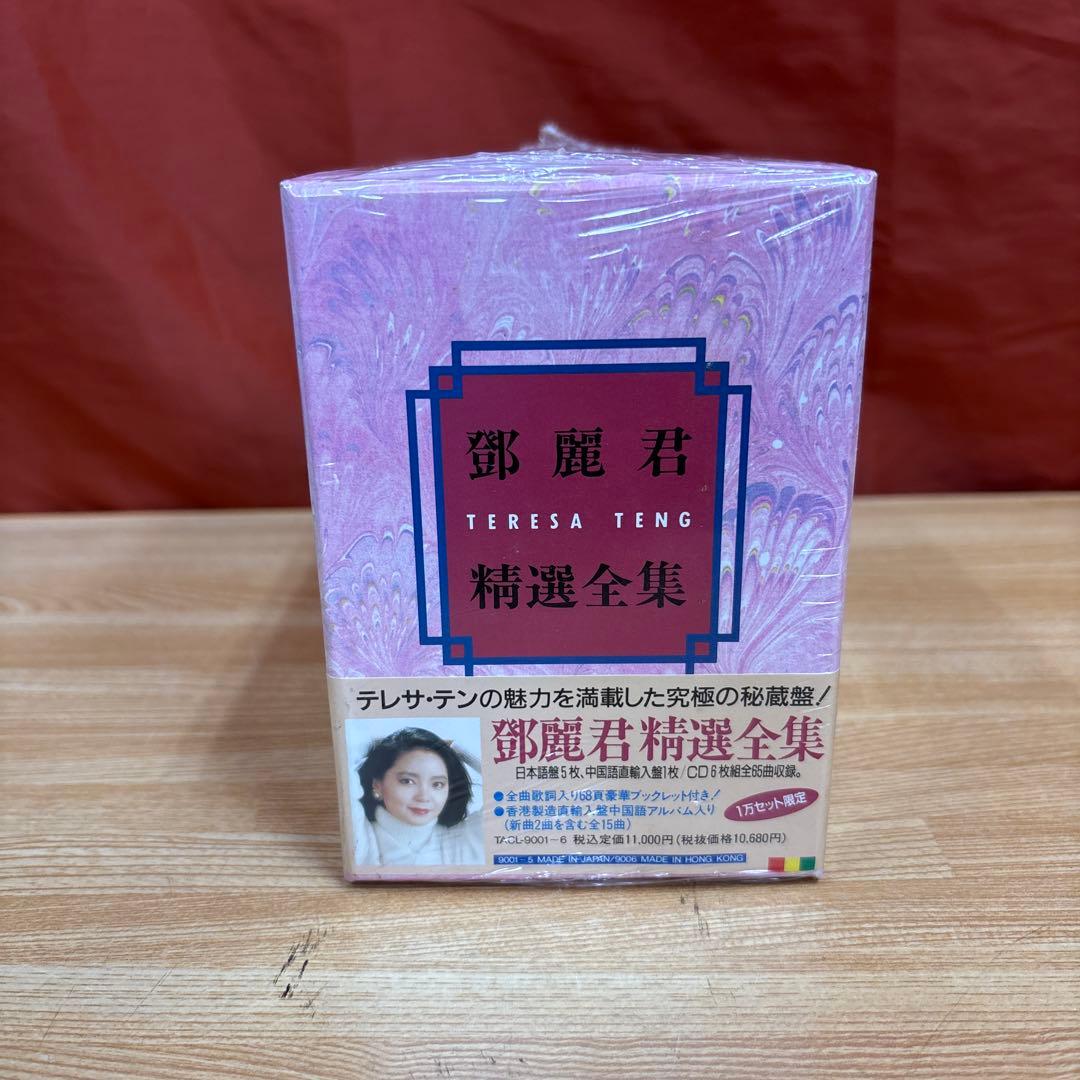 鄧麗君
TERESA TENG
精選全集
テレサ・テンの魅力を満載した究極の秘蔵盤!
鄧麗君精選全集
日本語盤5枚、中国語直輸入盤1枚/CD6枚組全65曲収録。
●全曲歌詞入り68頁豪華ブックレット付き!
●香港製造直輸入盤中国語アルバム入り
(新曲2曲を含む全15曲)
1万セット限定
TACL-9001~6 税込定価11,000円(税抜価格10,680円)
9001~5 MADE IN JAPAN/9006 MADE IN HONG KONG